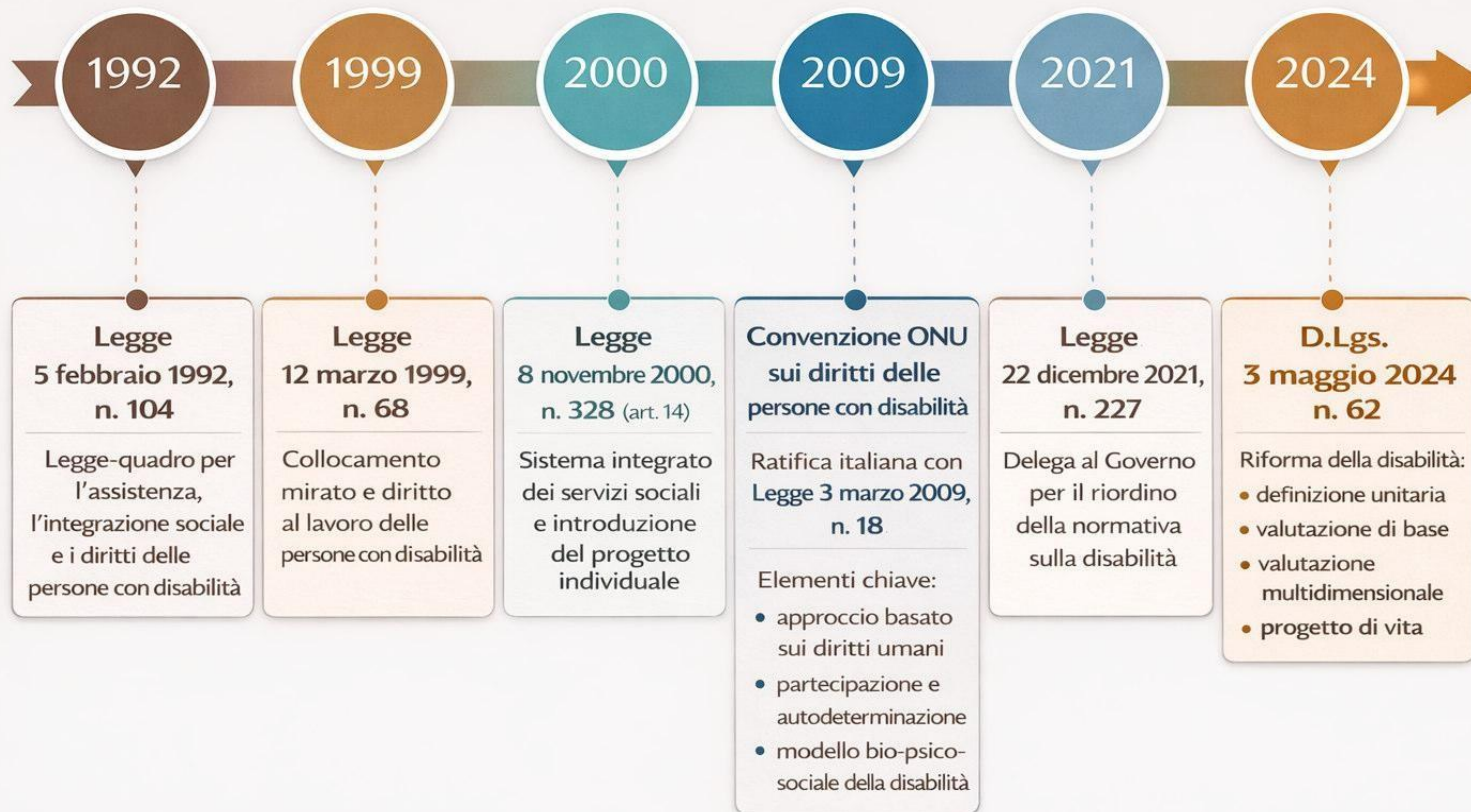 1992
1999
2000
2009
2021
2024
Legge
5 febbraio 1992,
n. 104
Legge-quadro per
l'assistenza,
l'integrazione sociale
e i diritti delle
persone con disabilità
Legge
12 marzo 1999,
n. 68
Collocamento
mirato e diritto
al lavoro delle
persone con disabilità
Legge
8 novembre 2000,
n. 328 (art. 14)
Sistema integrato
dei servizi sociali
e introduzione
del progetto
individuale
Convenzione ONU
sui diritti delle
persone con disabilità
Ratifica italiana con
Legge 3 marzo 2009,
n. 18
Elementi chiave:
• approccio basato
sui diritti umani
• partecipazione e
autodeterminazione
• modello bio-psico-
sociale della disabilità
Legge
22 dicembre 2021,
n. 227
Delega al Governo
per il riordino
della normativa
sulla disabilità
D.Lgs.
3 maggio 2024
n. 62
Riforma della disabilità:
• definizione unitaria
• valutazione di base
• valutazione
multidimensionale
• progetto di vita